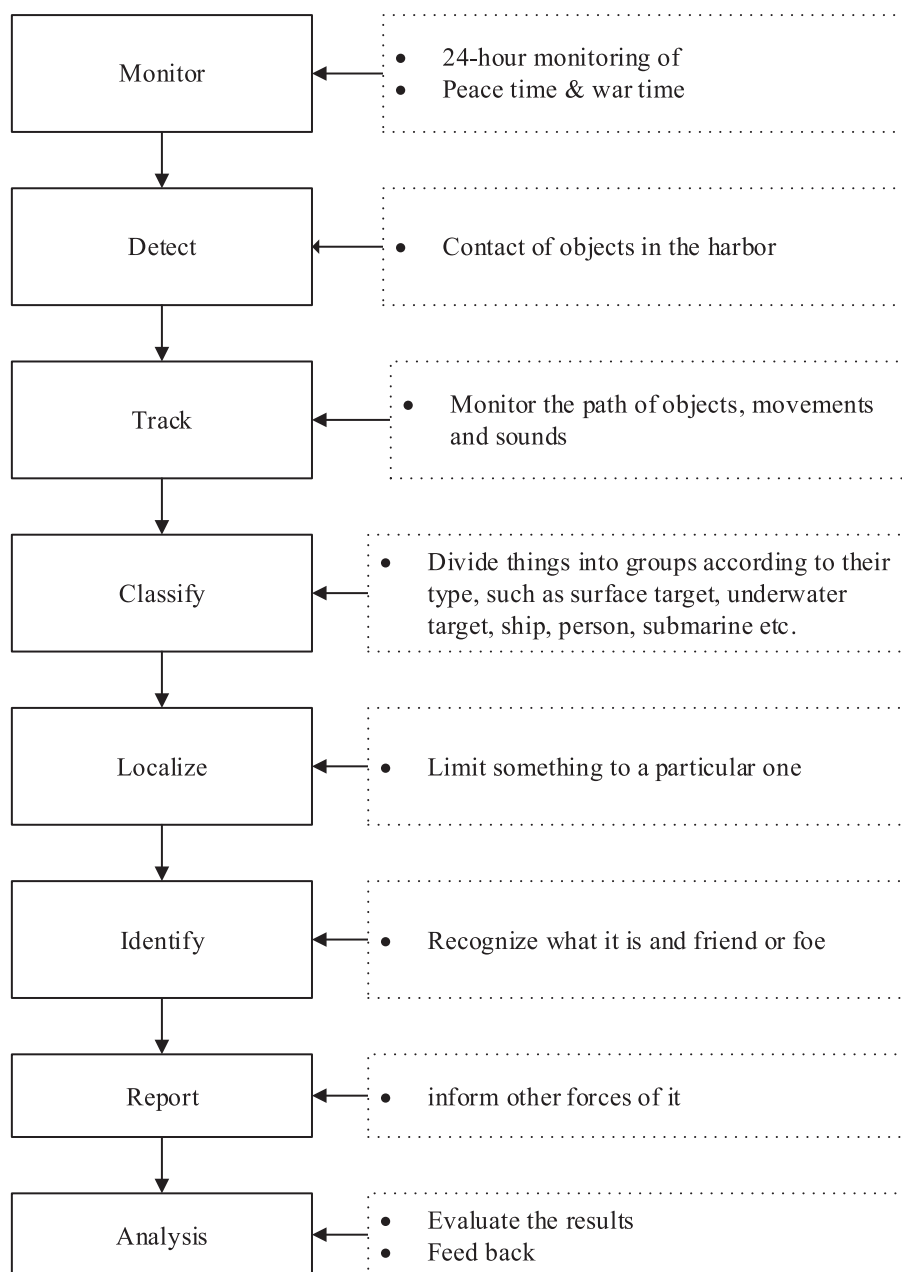 Monitor
• 24-hour monitoring of
• Peace time & war time
Detect
• Contact of objects in the harbor
Track
• Monitor the path of objects, movements
and sounds
Classify
• Divide things into groups according to their
type, such as surface target, underwater
target, ship, person, submarine etc.
Localize
• Limit something to a particular one
Identify
• Recognize what it is and friend or foe
Report
• inform other forces of it
Analysis
• Evaluate the results
• Feed back